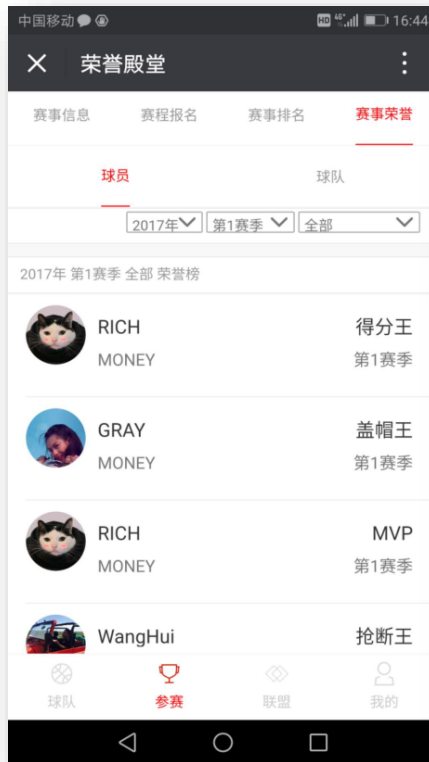 中国移动 HD 46 16:44
荣誉殿堂
赛事信息 赛程报名 赛事排名 赛事荣誉
球员 球队
2017年 第1赛季 全部
2017年 第1赛季 全部 荣誉榜
RICH 得分王
MONEY 第1赛季
GRAY 盖帽王
MONEY 第1赛季
RICH MVP
MONEY 第1赛季
WangHui 抢断王
球队 参赛 联盟 我的